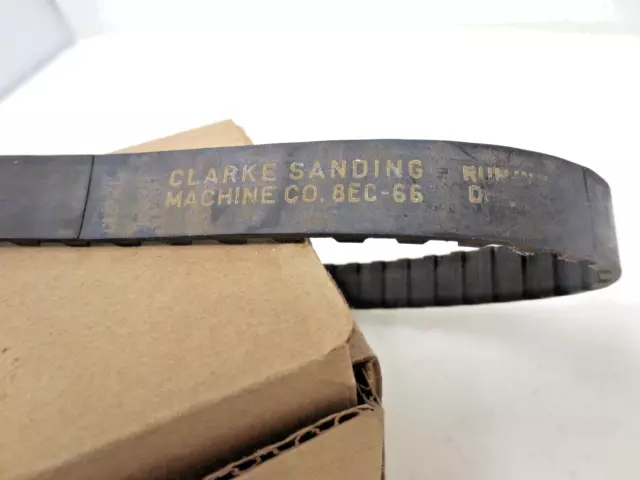 CLARKE SANDING
MACHINE CO. 8EC-66